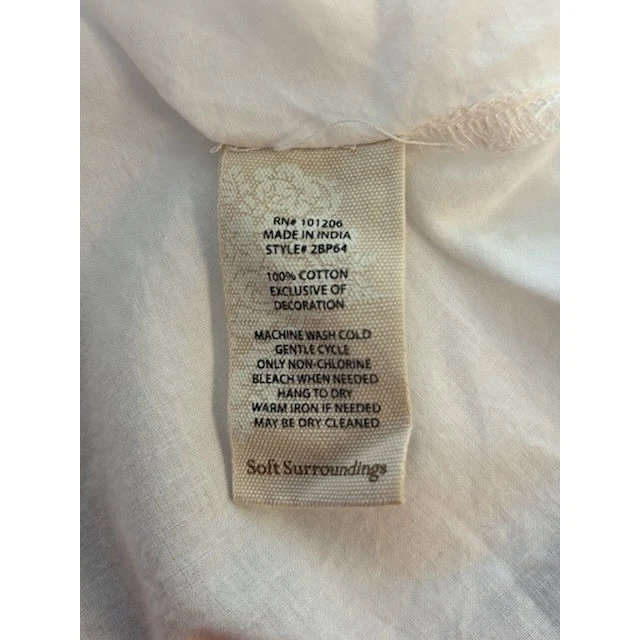 RN# 101206
MADE IN INDIA
STYLE# 2BP64
100% COTTON
EXCLUSIVE OF
DECORATION
MACHINE WASH COLD
GENTLE CYCLE
ONLY NON-CHLORINE
BLEACH WHEN NEEDED
HANG TO DRY
WARM IRON IF NEEDED
MAY BE DRY CLEANED
Soft Surroundings